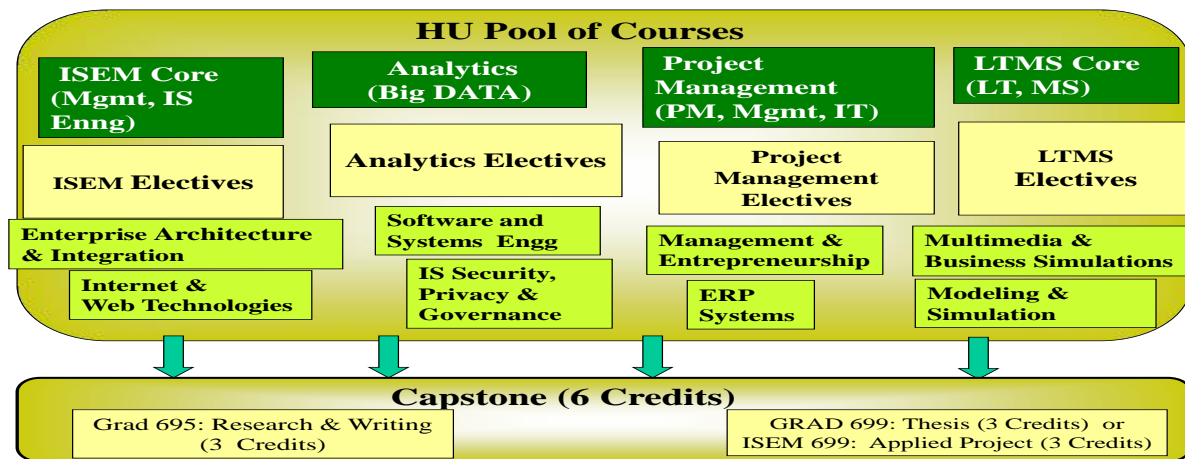 HU Pool of Courses
ISEM Core
(Mgmt, IS
Enng)
Analytics
(Big DATA)
Project
Management
(PM, Mgmt, IT)
LTMS Core
(LT, MS)
ISEM Electives
Analytics Electives
Project
Management
Electives
LTMS
Electives
Enterprise Architecture
& Integration
Internet &
Web Technologies
Software and
Systems Engg
IS Security,
Privacy &
Governance
Management &
Entrepreneurship
ERP
Systems
Multimedia &
Business Simulations
Modeling &
Simulation
Capstone (6 Credits)
Grad 695: Research & Writing
(3 Credits)
GRAD 699: Thesis (3 Credits) or
ISEM 699: Applied Project (3 Credits)